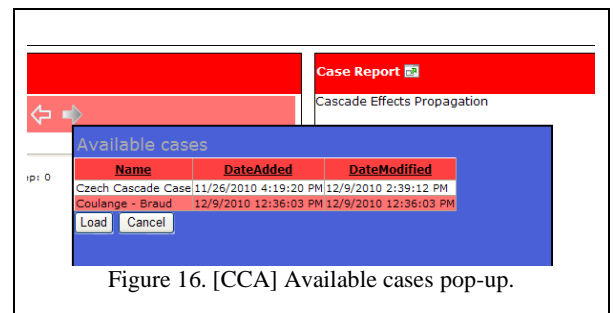 Case Report
Cascade Effects Propagation
ep: 0
Available cases
Name DateAdded DateModified
Czech Cascade Case 11/26/2010 4:19:20 PM 12/9/2010 2:39:12 PM
Coulange - Braud 12/9/2010 12:36:03 PM 12/9/2010 12:36:03 PM
Load Cancel
Figure 16. [CCA] Available cases pop-up.